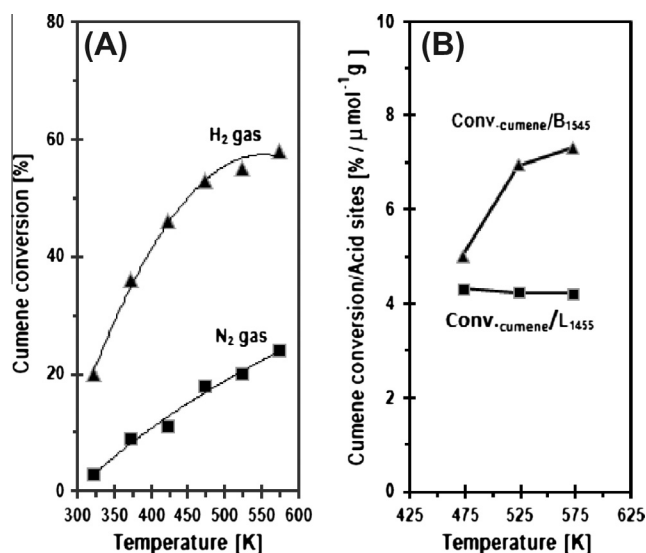 (A)
Cumene conversion [%]
80
60
40
20
0
H₂ gas
N₂ gas
300 350 400 450 500 550 600
Temperature [K]
(B)
Cumene conversion/Acid sites [% / μmol⁻¹g]
10
8
6
4
2
0
Conv.cumene/B1545
Conv.cumene/L1455
425 475 525 575 625
Temperature [K]